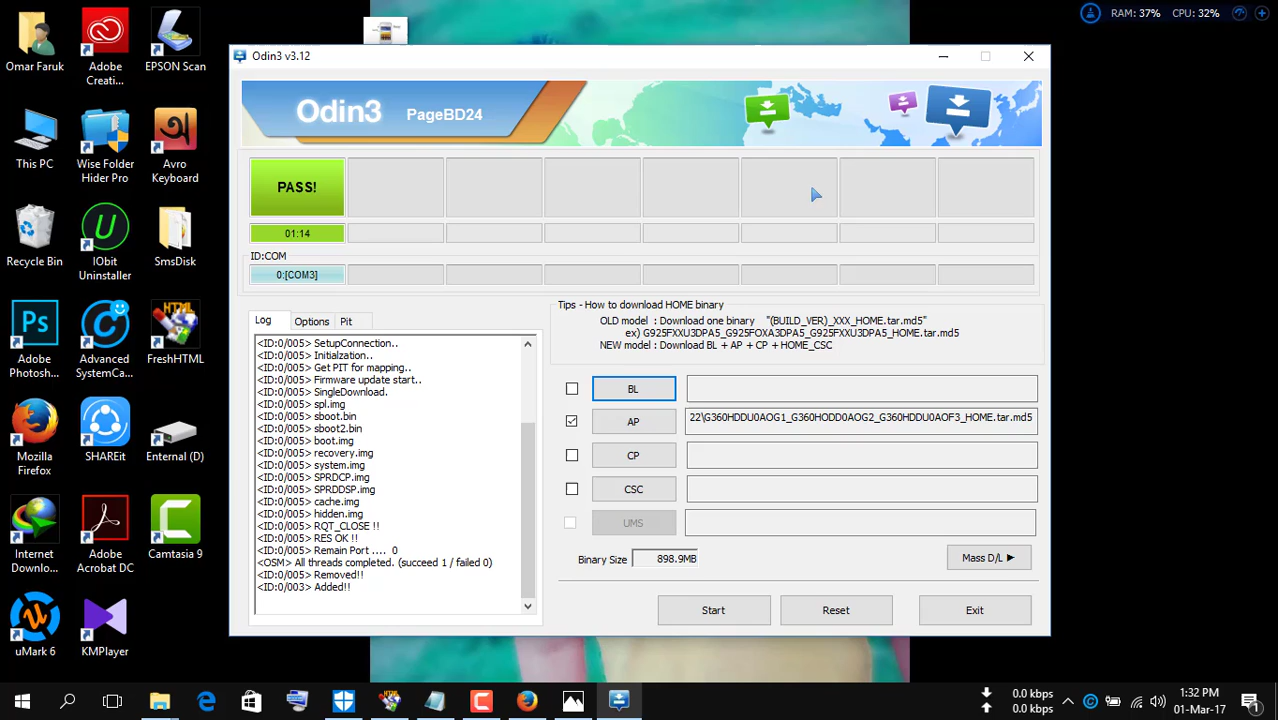 RAM: 37% CPU: 32%
Omar Faruk
Adobe
Creati...
EPSON Scan
This PC
Wise Folder
Hider Pro
অ
Avro
Keyboard
Recycle Bin
U
IObit
Uninstaller
SmsDisk
Ps
Adobe
Photosh...
Advanced
SystemCa...
HTML
FreshHTML
Mozilla
Firefox
SHAREit
Enternal (D)
Internet
Downlo...
Adobe
Acrobat DC
Camtasia 9
uMark 6
KMPlayer
Odin3 v3.12
Odin3 PageBD24
PASS!
01:14
ID:COM
0:[COM3]
Log Options Pit
<ID:0/005> SetupConnection..
<ID:0/005> Initialzation..
<ID:0/005> Get PIT for mapping..
<ID:0/005> Firmware update start..
<ID:0/005> SingleDownload.
<ID:0/005> spl.img
<ID:0/005> sboot.bin
<ID:0/005> sboot2.bin
<ID:0/005> boot.img
<ID:0/005> recovery.img
<ID:0/005> system.img
<ID:0/005> SPRDCP.img
<ID:0/005> SPRDDSP.img
<ID:0/005> cache.img
<ID:0/005> hidden.img
<ID:0/005> RQT_CLOSE !!
<ID:0/005> RES OK !!
<ID:0/005> Remain Port .... 0
<OSM> All threads completed. (succeed 1 / failed 0)
<ID:0/005> Removed!!
<ID:0/003> Added!!
Tips - How to download HOME binary
OLD model : Download one binary "(BUILD_VER)_XXX_HOME.tar.md5"
ex) G925FXXU3DPA5_G925FOXA3DPA5_G925FXXU3DPA5_HOME.tar.md5
NEW model : Download BL + AP + CP + HOME_CSC
BL
AP 22\G360HDDU0AOG1_G360HODD0AOG2_G360HDDU0AOF3_HOME.tar.md5
CP
CSC
UMS
Binary Size 898.9MB Mass D/L ►
Start Reset Exit
0.0 kbps
0.0 kbps
1:32 PM
01-Mar-17
1